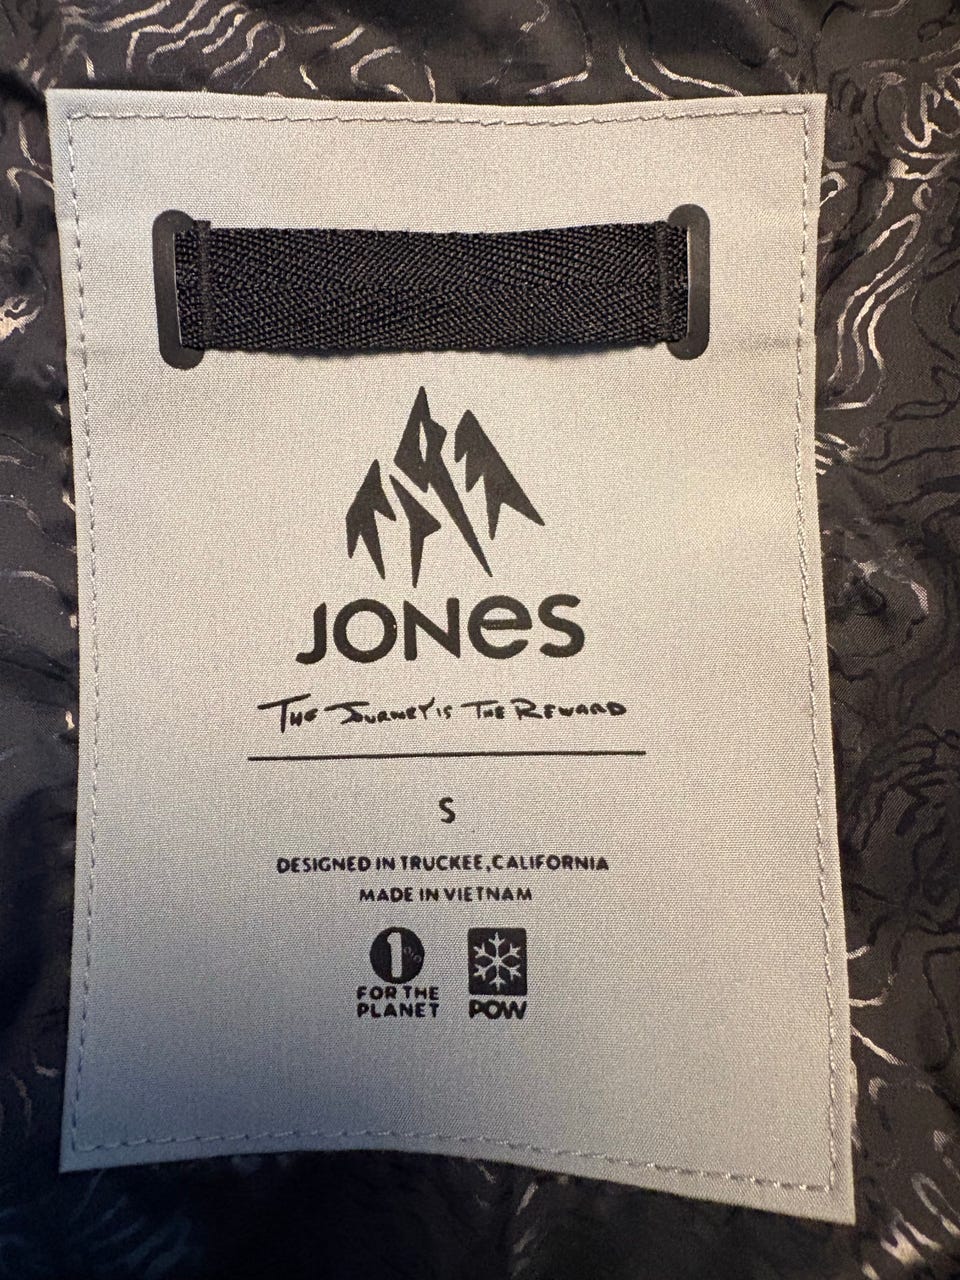 JONES
THE JOURNEY IS THE REWARD
S
DESIGNED IN TRUCKEE, CALIFORNIA
MADE IN VIETNAM
1%
FOR THE
PLANET
POW